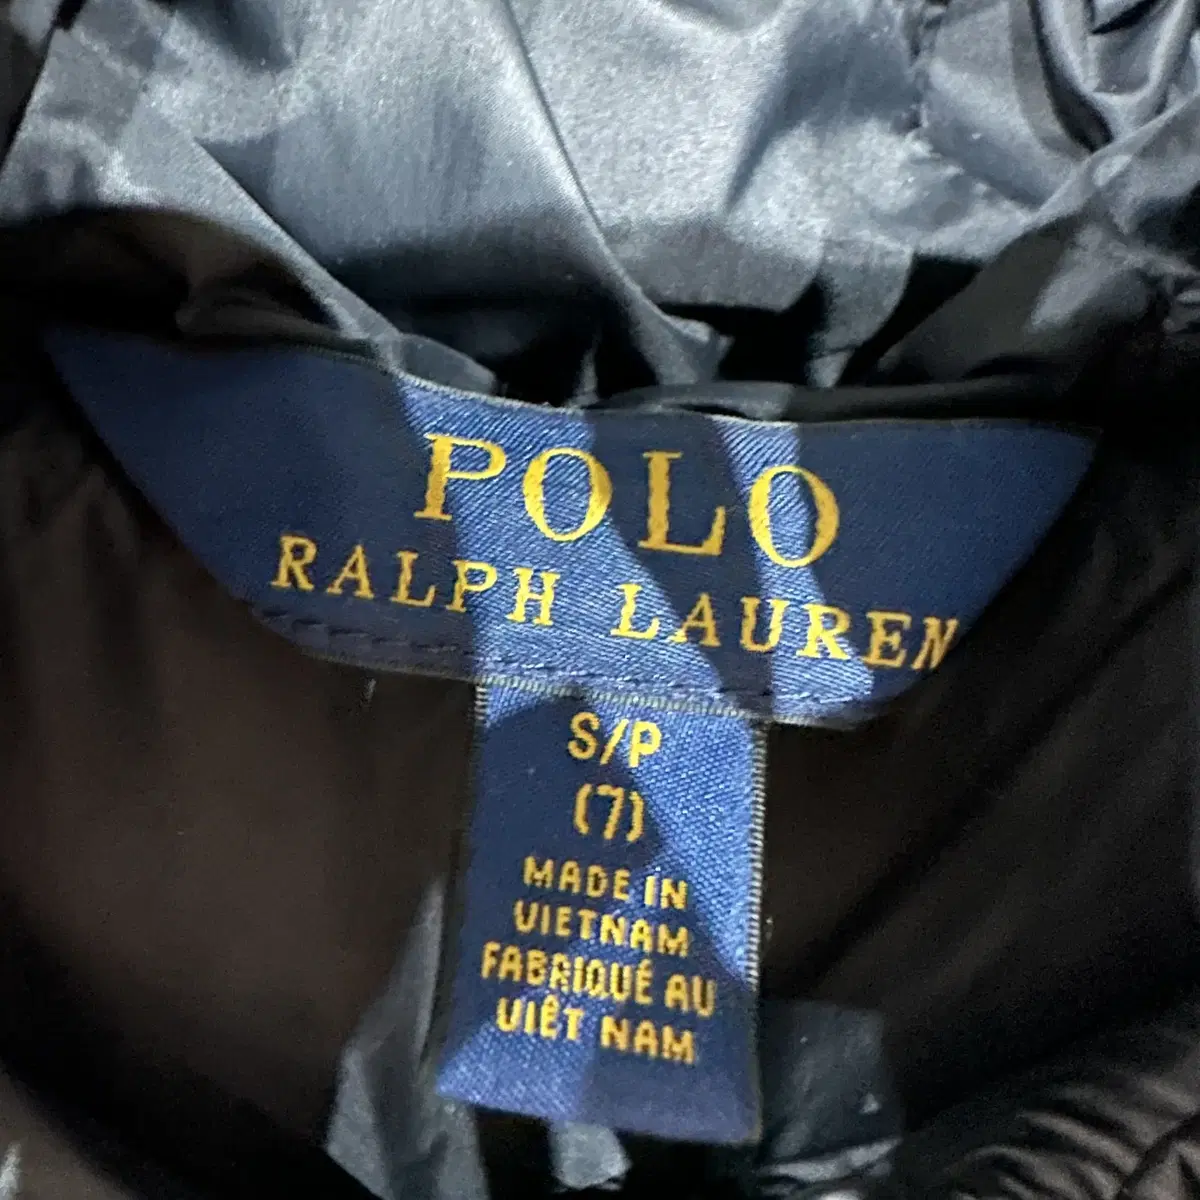 POLO
RALPH LAUREN
S/P
(7)
MADE IN
VIETNAM
FABRIQUÉ AU
VIÊT NAM